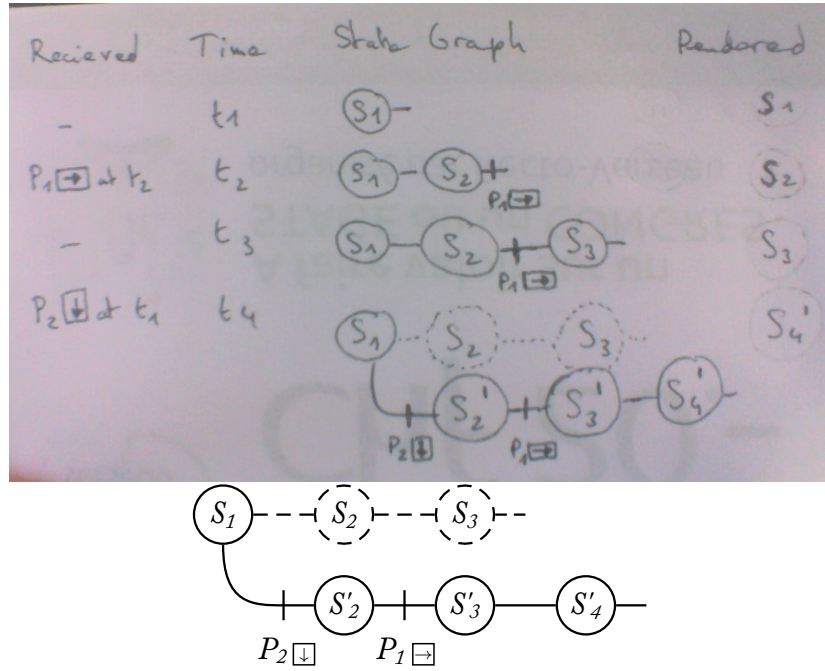 Recieved Time State Graph Rendered
- t1 S1 S1
P1 → at t2 t2 S1 S2 S2
P1 →
- t3 S1 S2 S3 S3
P1 →
P2 ↓ at t1 t4 S1 S2 S3 S4'
S2' S3' S4'
P2 ↓ P1 →
S1 S2 S3
S'2 S'3 S'4
P2 ↓ P1 →